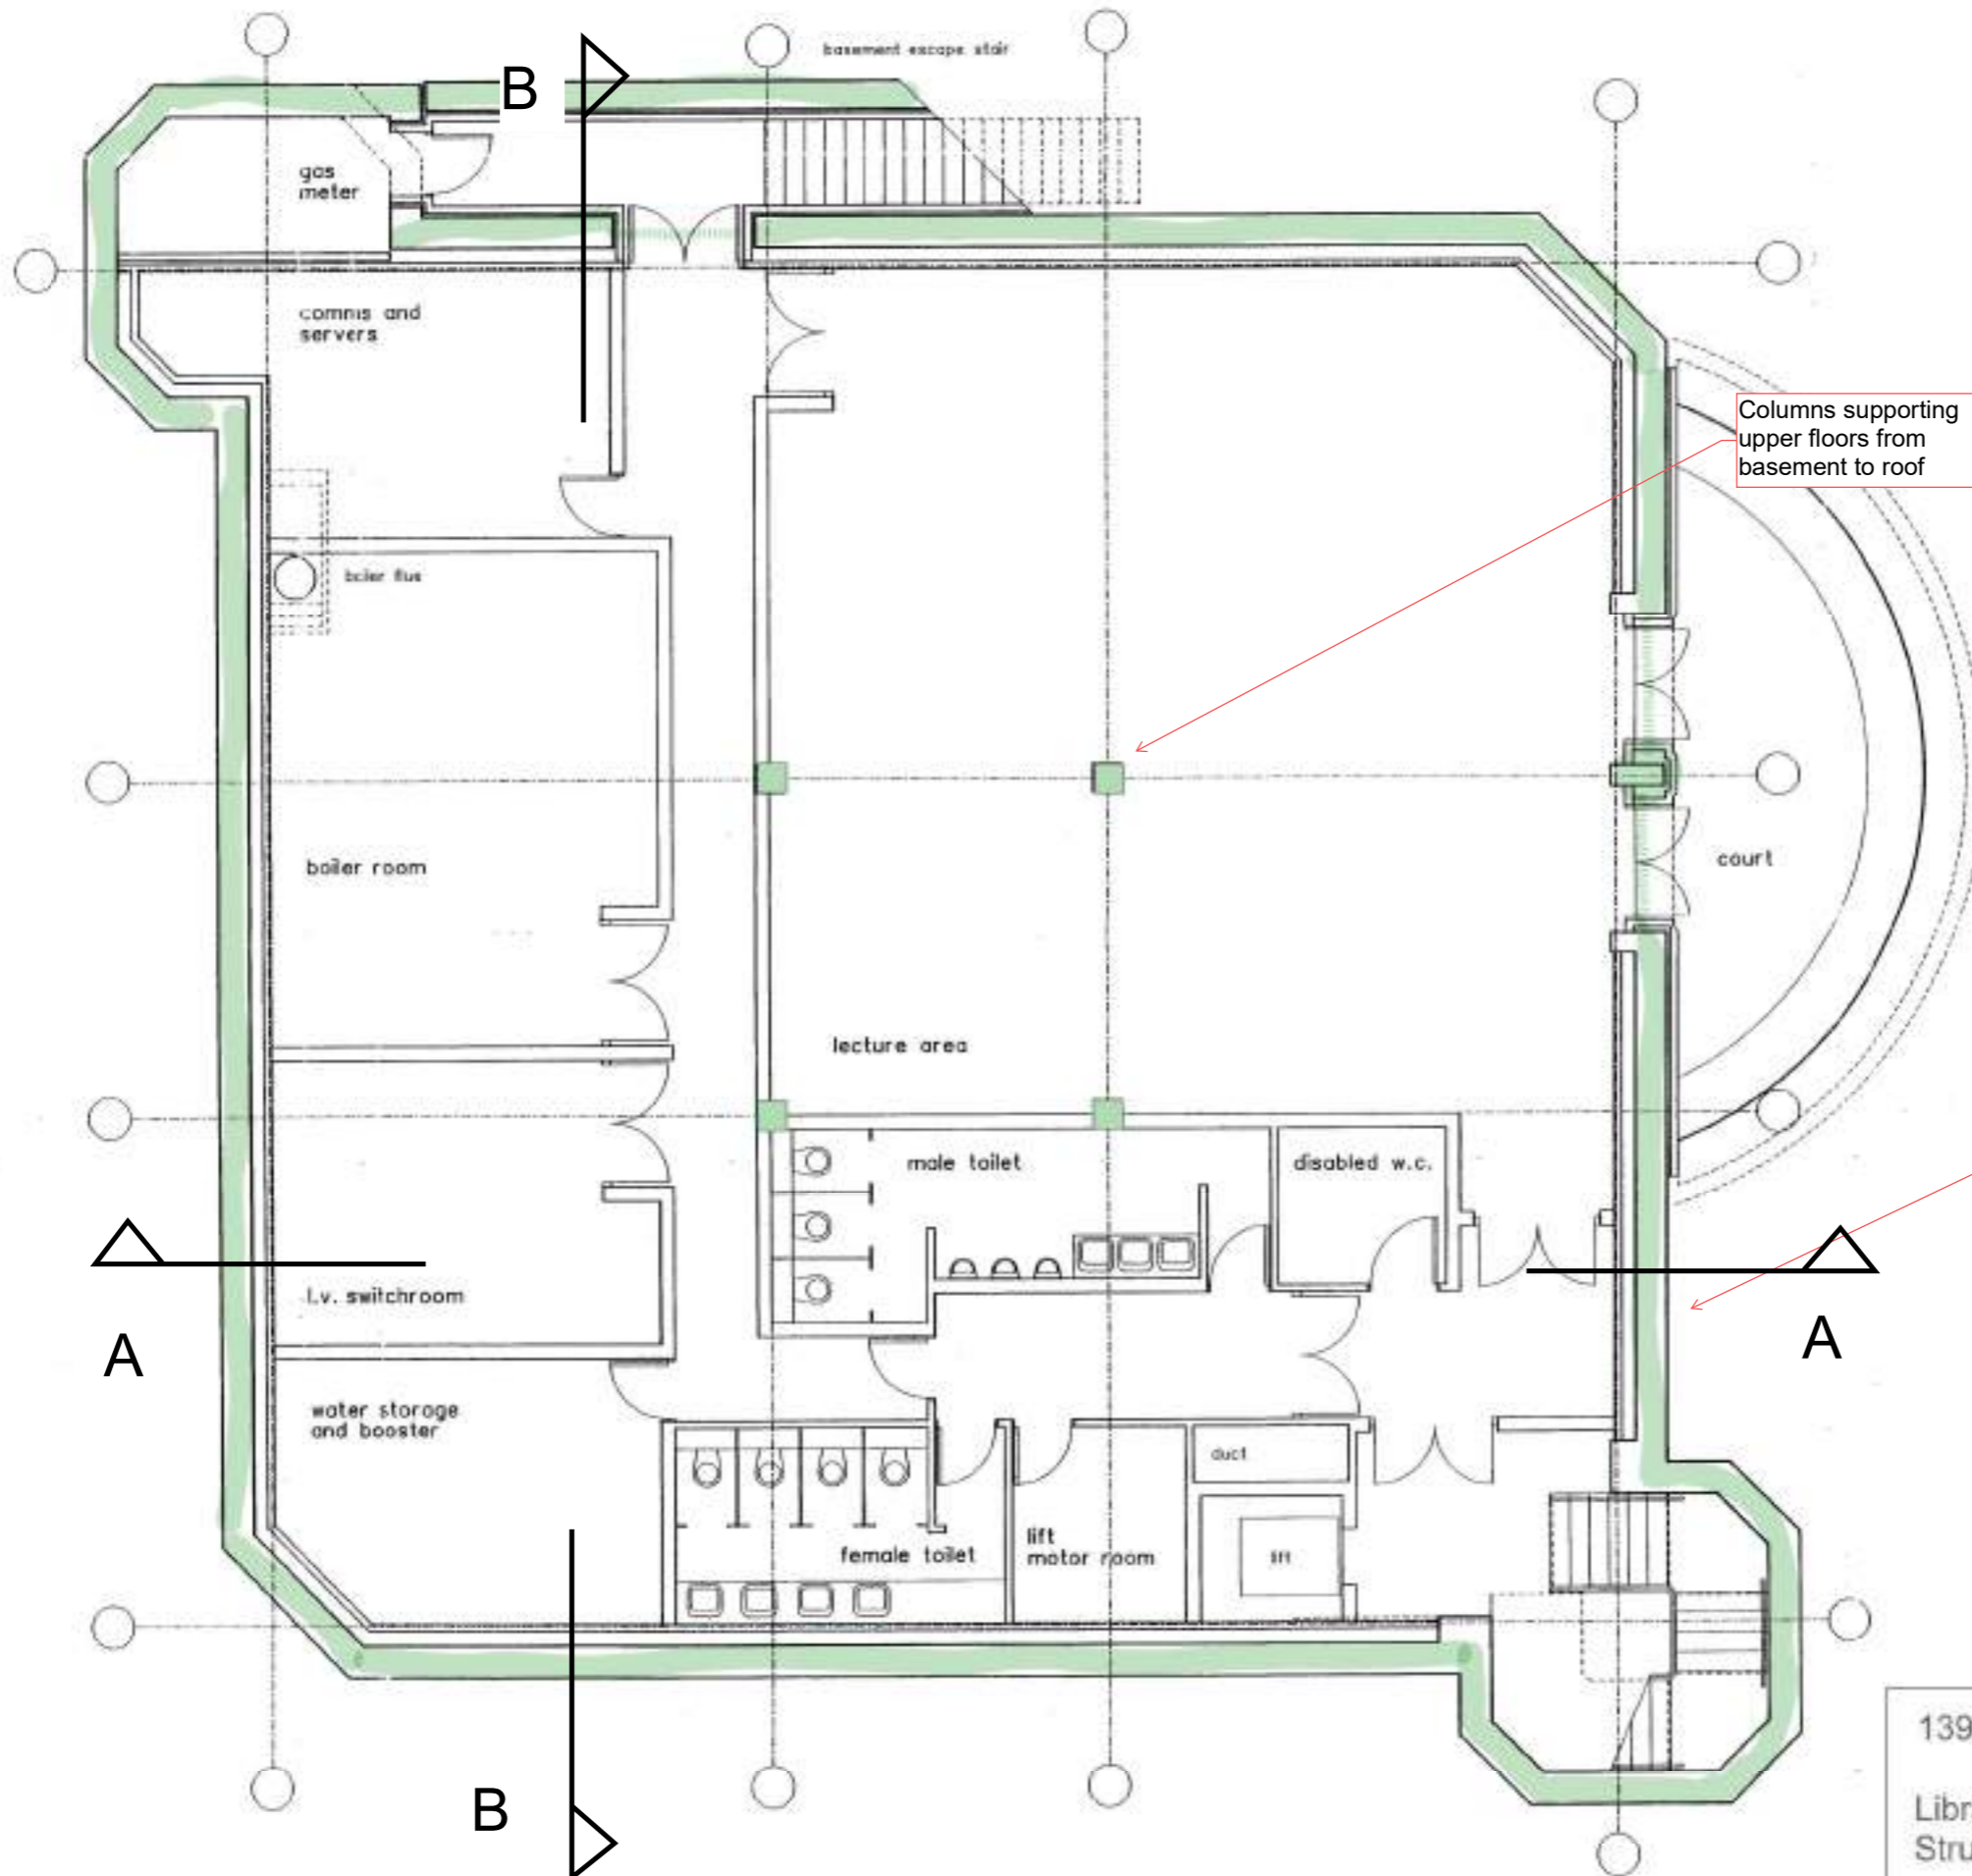 basement escape stair
B
gas
meter
comms and
servers
Columns supporting
upper floors from
basement to roof
boiler flue
boiler room
court
lecture area
male toilet
disabled w.c.
l.v. switchroom
A
A
water storage
and booster
duct
female toilet
lift
motor room
lift
B
139
Libr
Stru